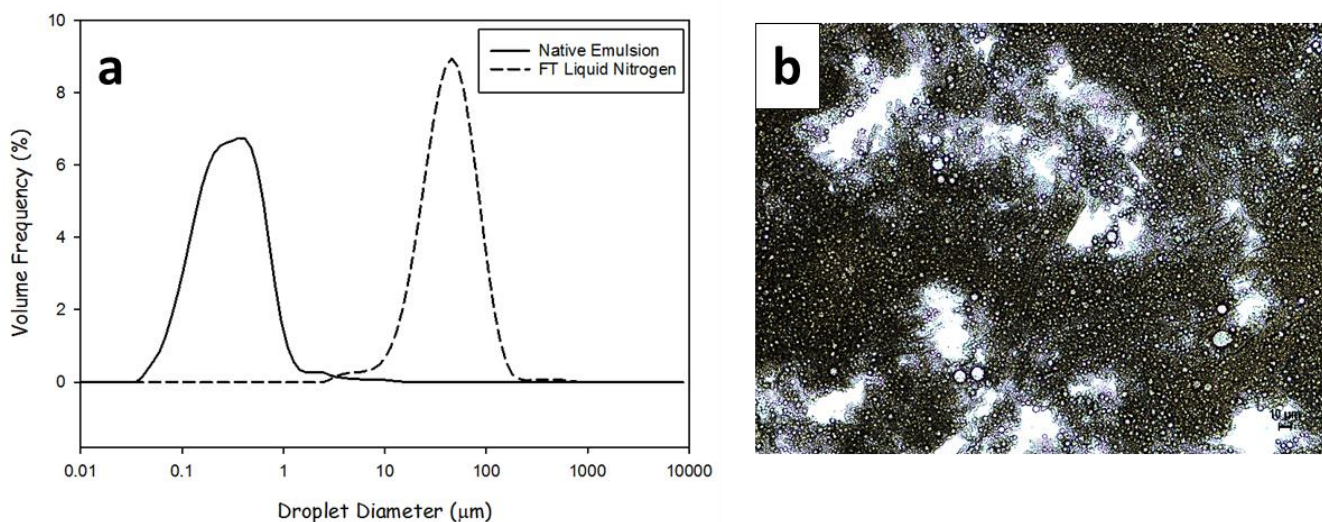 a
Native Emulsion
FT Liquid Nitrogen
Volume Frequency (%)
10
8
6
4
2
0
0.01 0.1 1 10 100 1000 10000
Droplet Diameter (μm)
b
10 μm